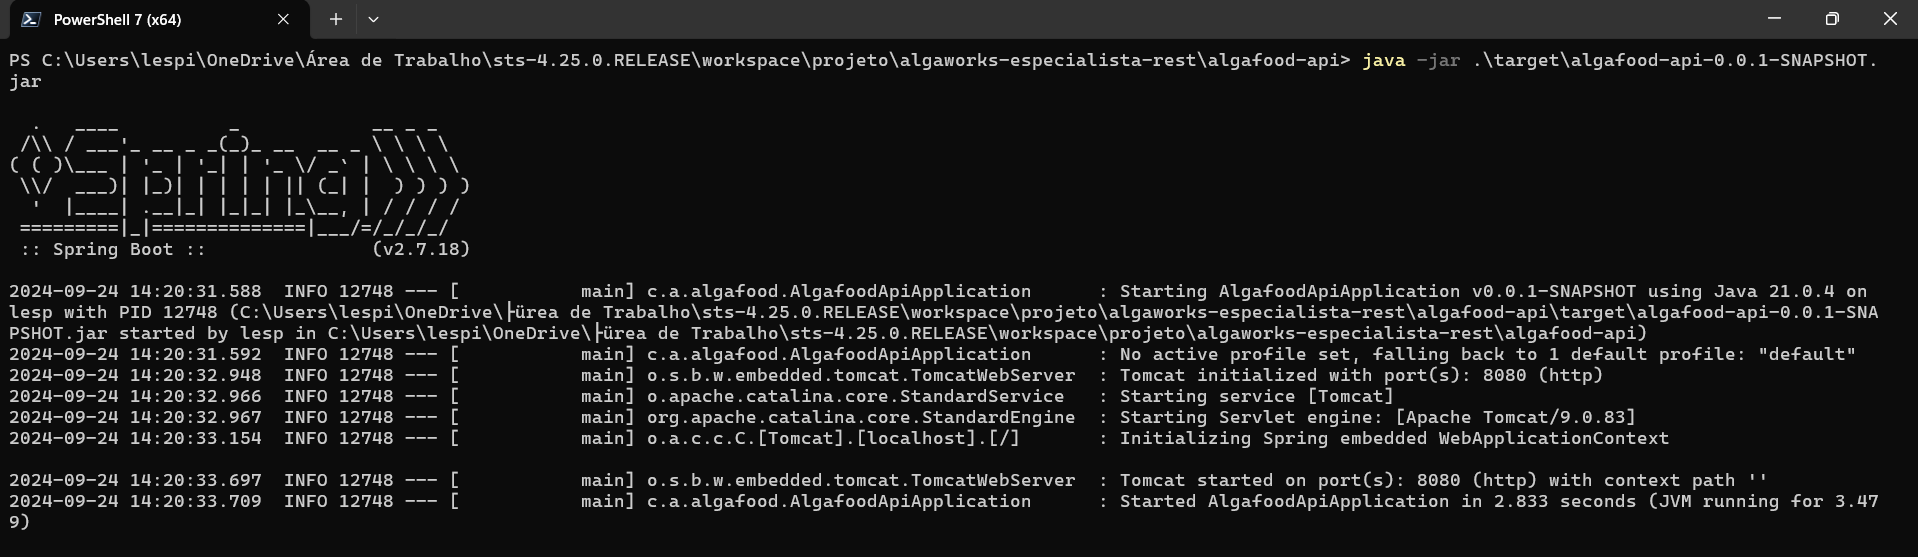 PowerShell 7 (x64)
PS C:\Users\lespi\OneDrive\Área de Trabalho\sts-4.25.0.RELEASE\workspace\projeto\algaworks-especialista-rest\algafood-api> java -jar .\target\algafood-api-0.0.1-SNAPSHOT.
jar
  .   ____          _            __ _ _
 /\\ / ___'_ __ _ _(_)_ __  __ _ \ \ \ \
( ( )\___ | '_ | '_| | '_ \/ _` | \ \ \ \
 \\/  ___)| |_)| | | | | || (_| |  ) ) ) )
  '  |____| .__|_| |_|_| |_\__, | / / / /
 =========|_|==============|___/=/_/_/_/
 :: Spring Boot ::               (v2.7.18)
2024-09-24 14:20:31.588  INFO 12748 --- [           main] c.a.algafood.AlgafoodApiApplication      : Starting AlgafoodApiApplication v0.0.1-SNAPSHOT using Java 21.0.4 on
lesp with PID 12748 (C:\Users\lespi\OneDrive\├ürea de Trabalho\sts-4.25.0.RELEASE\workspace\projeto\algaworks-especialista-rest\algafood-api\target\algafood-api-0.0.1-SNA
PSHOT.jar started by lesp in C:\Users\lespi\OneDrive\├ürea de Trabalho\sts-4.25.0.RELEASE\workspace\projeto\algaworks-especialista-rest\algafood-api)
2024-09-24 14:20:31.592  INFO 12748 --- [           main] c.a.algafood.AlgafoodApiApplication      : No active profile set, falling back to 1 default profile: "default"
2024-09-24 14:20:32.948  INFO 12748 --- [           main] o.s.b.w.embedded.tomcat.TomcatWebServer  : Tomcat initialized with port(s): 8080 (http)
2024-09-24 14:20:32.966  INFO 12748 --- [           main] o.apache.catalina.core.StandardService   : Starting service [Tomcat]
2024-09-24 14:20:32.967  INFO 12748 --- [           main] org.apache.catalina.core.StandardEngine  : Starting Servlet engine: [Apache Tomcat/9.0.83]
2024-09-24 14:20:33.154  INFO 12748 --- [           main] o.a.c.c.C.[Tomcat].[localhost].[/]       : Initializing Spring embedded WebApplicationContext
2024-09-24 14:20:33.697  INFO 12748 --- [           main] o.s.b.w.embedded.tomcat.TomcatWebServer  : Tomcat started on port(s): 8080 (http) with context path ''
2024-09-24 14:20:33.709  INFO 12748 --- [           main] c.a.algafood.AlgafoodApiApplication      : Started AlgafoodApiApplication in 2.833 seconds (JVM running for 3.47
9)